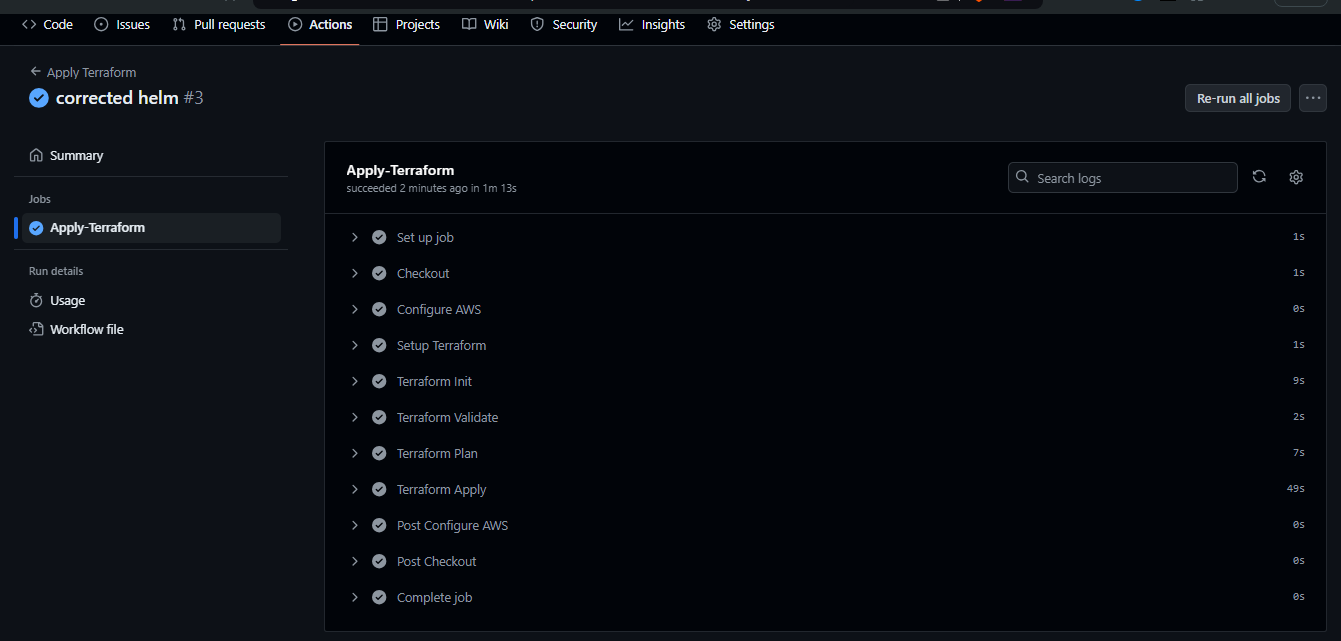 Code Issues Pull requests Actions Projects Wiki Security Insights Settings
Apply Terraform
corrected helm #3
Re-run all jobs
Summary
Jobs
Apply-Terraform
Run details
Usage
Workflow file
Apply-Terraform
succeeded 2 minutes ago in 1m 13s
Search logs
Set up job 1s
Checkout 1s
Configure AWS 0s
Setup Terraform 1s
Terraform Init 9s
Terraform Validate 2s
Terraform Plan 7s
Terraform Apply 49s
Post Configure AWS 0s
Post Checkout 0s
Complete job 0s